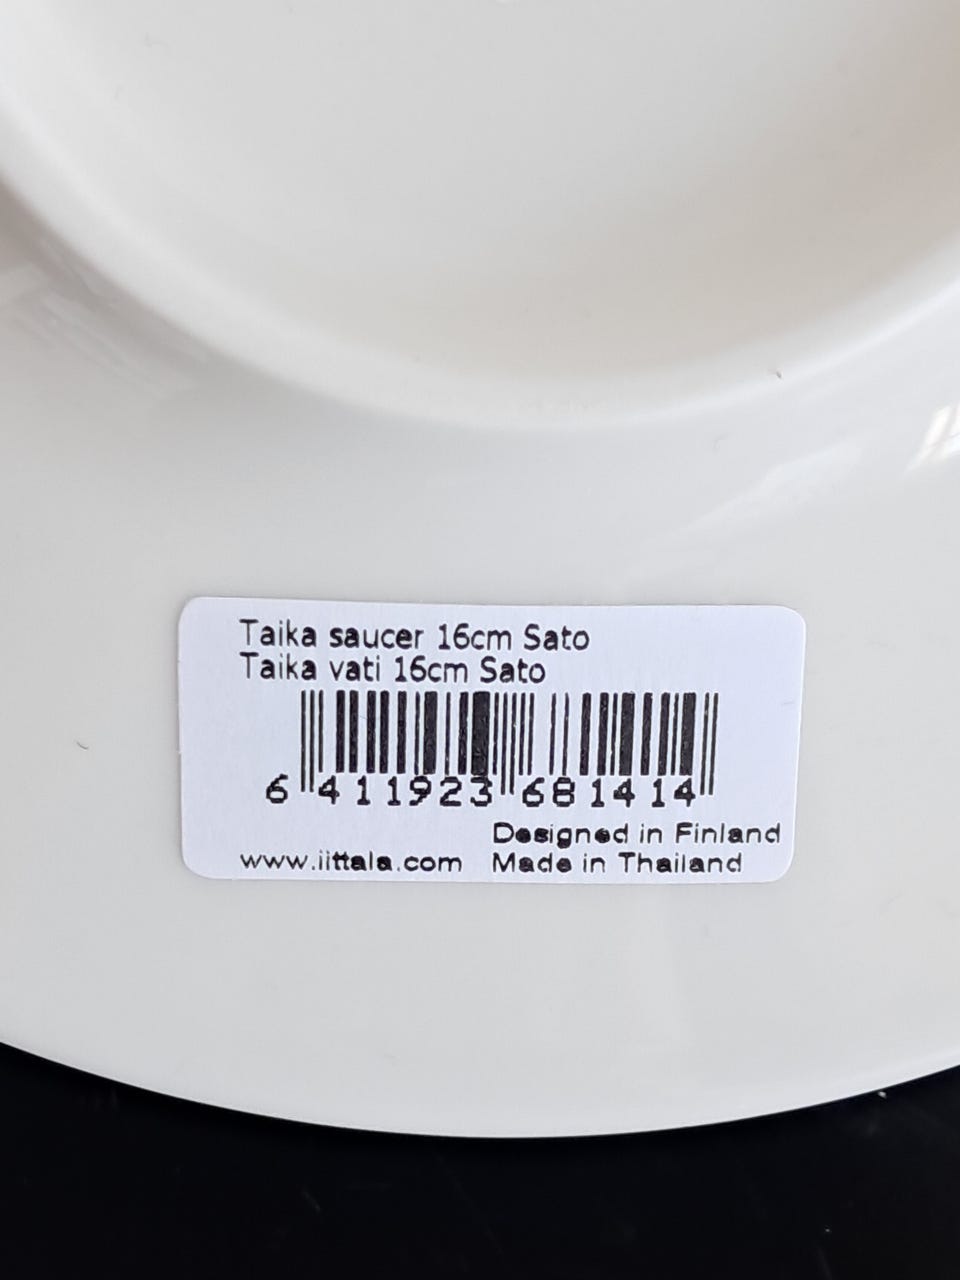 Taika saucer 16cm Sato
Taika vati 16cm Sato
6 411923 681414
Designed in Finland
www.iittala.com Made in Thailand